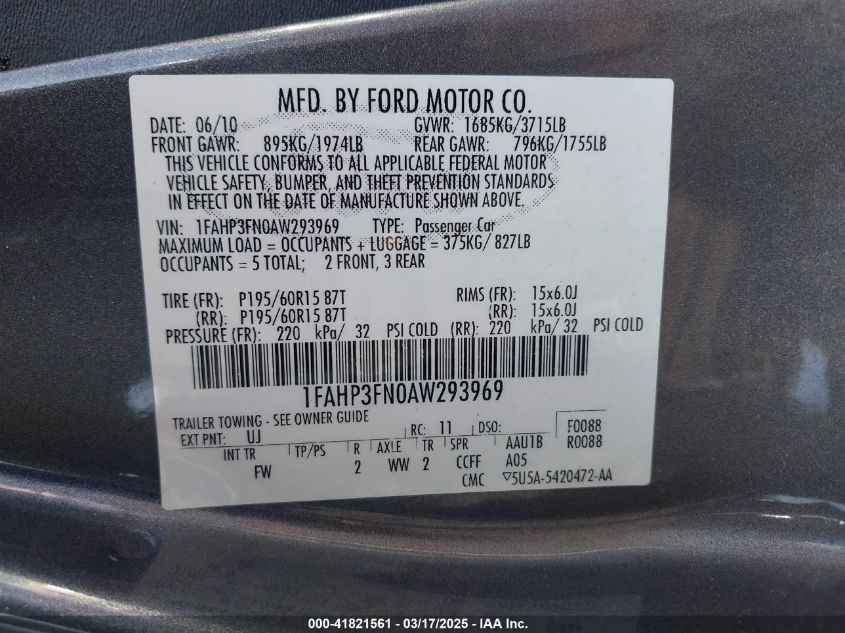 MFD. BY FORD MOTOR CO.
DATE: 06/10 GVWR: 1685KG/3715LB
FRONT GAWR: 895KG/1974LB REAR GAWR: 796KG/1755LB
THIS VEHICLE CONFORMS TO ALL APPLICABLE FEDERAL MOTOR
VEHICLE SAFETY, BUMPER, AND THEFT PREVENTION STANDARDS
IN EFFECT ON THE DATE OF MANUFACTURE SHOWN ABOVE.
VIN: 1FAHP3FN0AW293969 TYPE: Passenger Car
MAXIMUM LOAD = OCCUPANTS + LUGGAGE = 375KG/ 827LB
OCCUPANTS = 5 TOTAL; 2 FRONT, 3 REAR
TIRE (FR): P195/60R15 87T RIMS (FR): 15x6.0J
(RR): P195/60R15 87T (RR): 15x6.0J
PRESSURE (FR): 220 kPa/ 32 PSI COLD (RR): 220 kPa/ 32 PSI COLD
1FAHP3FN0AW293969
TRAILER TOWING - SEE OWNER GUIDE
EXT PNT: UJ RC: 11 DSO: F0088
R0088
INT TR TP/PS R AXLE TR SPR AAU1B
FW 2 WW 2 CCFF A05
CMC ▽5U5A-5420472-AA
000-41821561 - 03/17/2025 - IAA Inc.